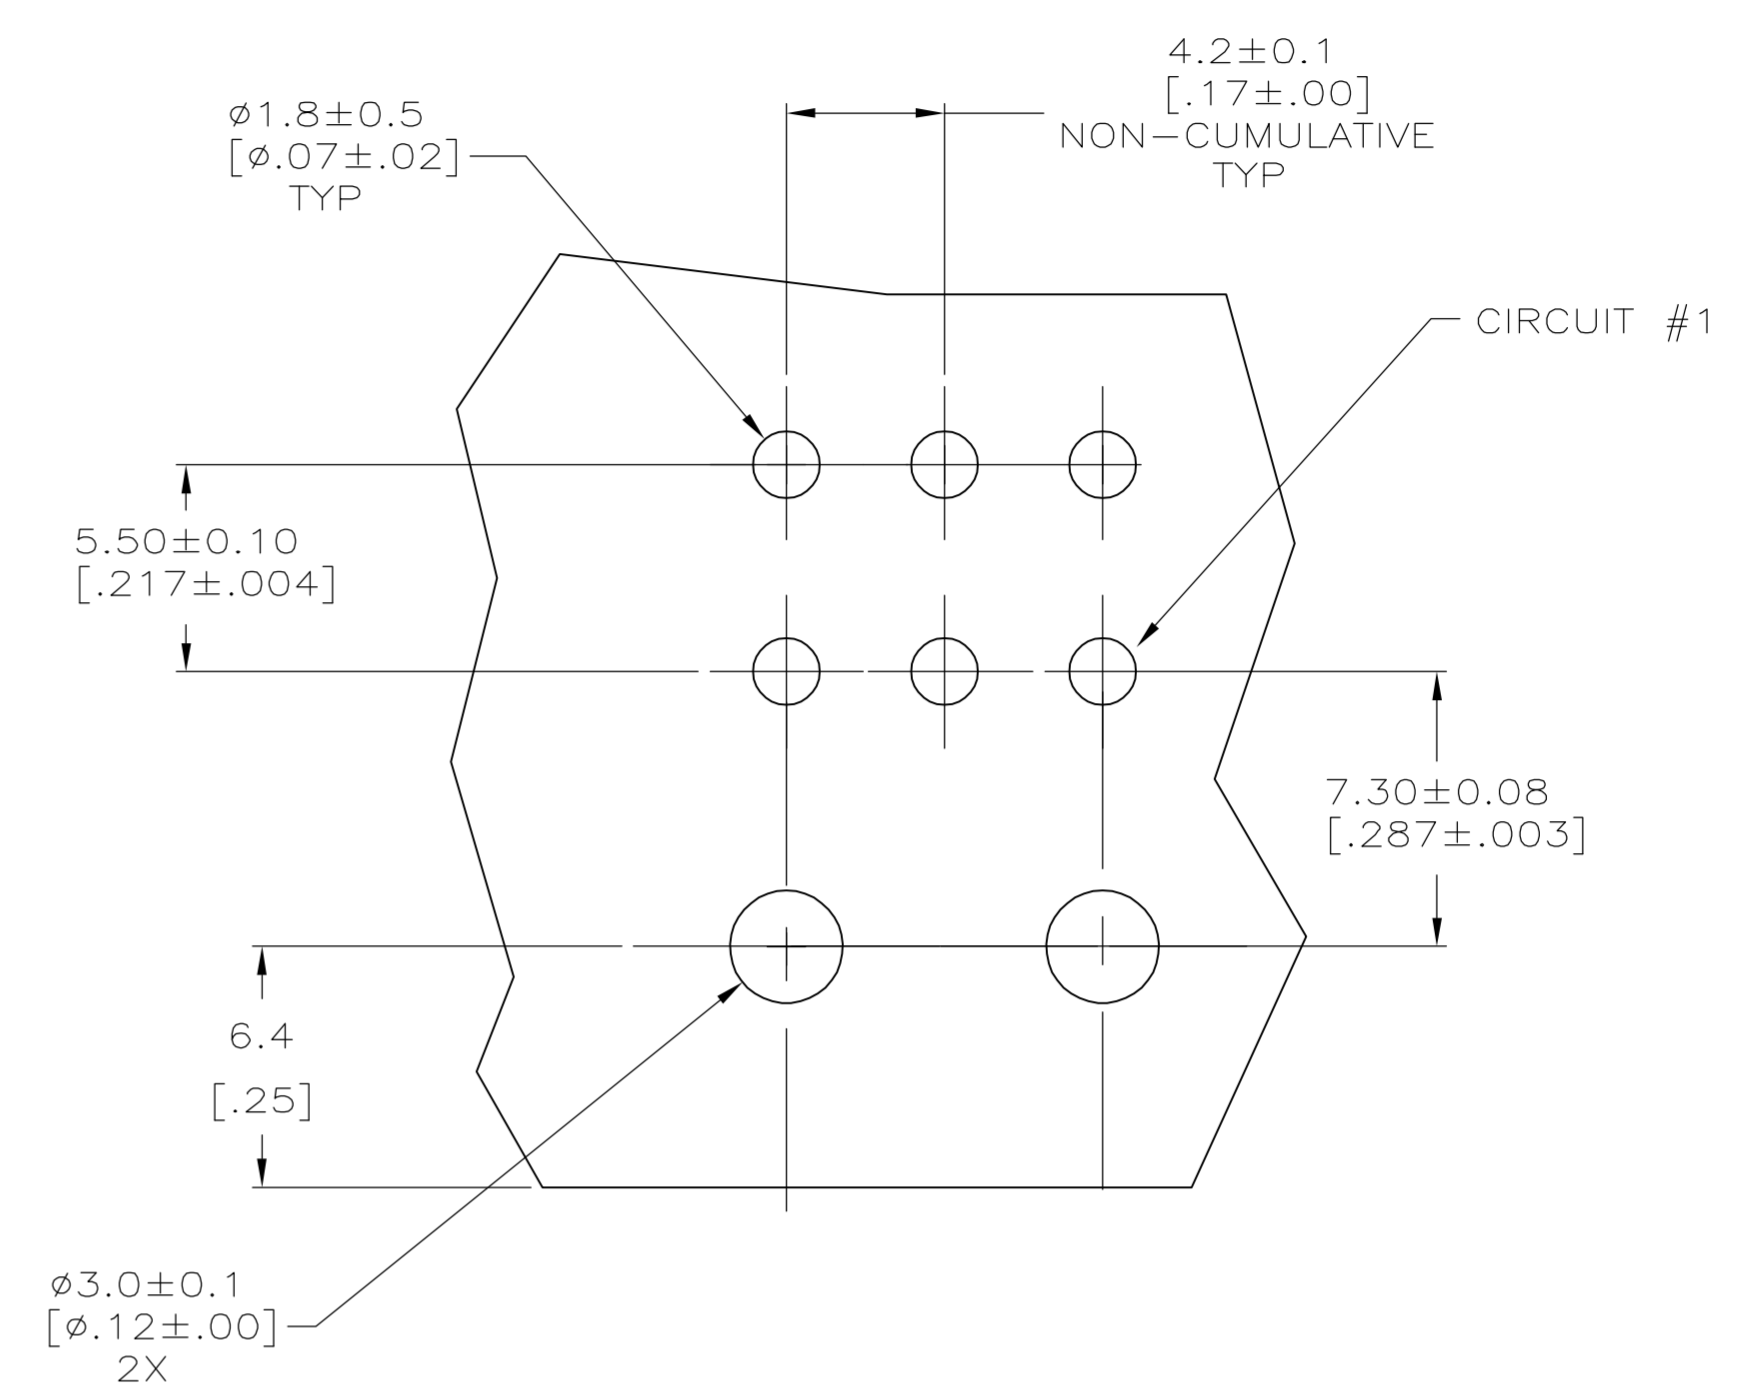 4.2±0.1
[.17±.00]
NON-CUMULATIVE
TYP
⌀1.8±0.5
[⌀.07±.02]
TYP
CIRCUIT #1
5.50±0.10
[.217±.004]
7.30±0.08
[.287±.003]
6.4
[.25]
⌀3.0±0.1
[⌀.12±.00]
2X